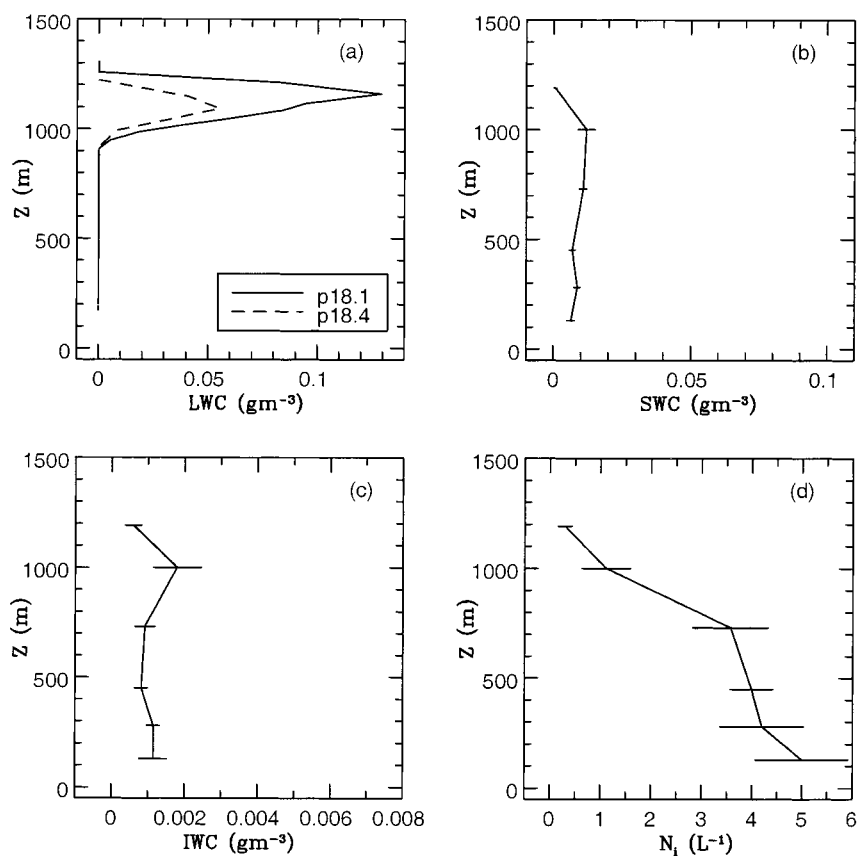 1500
(a)
1000
Z (m)
500
p18.1
p18.4
0
0 0.05 0.1
LWC (gm⁻³)
1500
(b)
1000
Z (m)
500
0
0 0.05 0.1
SWC (gm⁻³)
1500
(c)
1000
Z (m)
500
0
0 0.002 0.004 0.006 0.008
IWC (gm⁻³)
1500
(d)
1000
Z (m)
500
0
0 1 2 3 4 5 6
Nᵢ (L⁻¹)